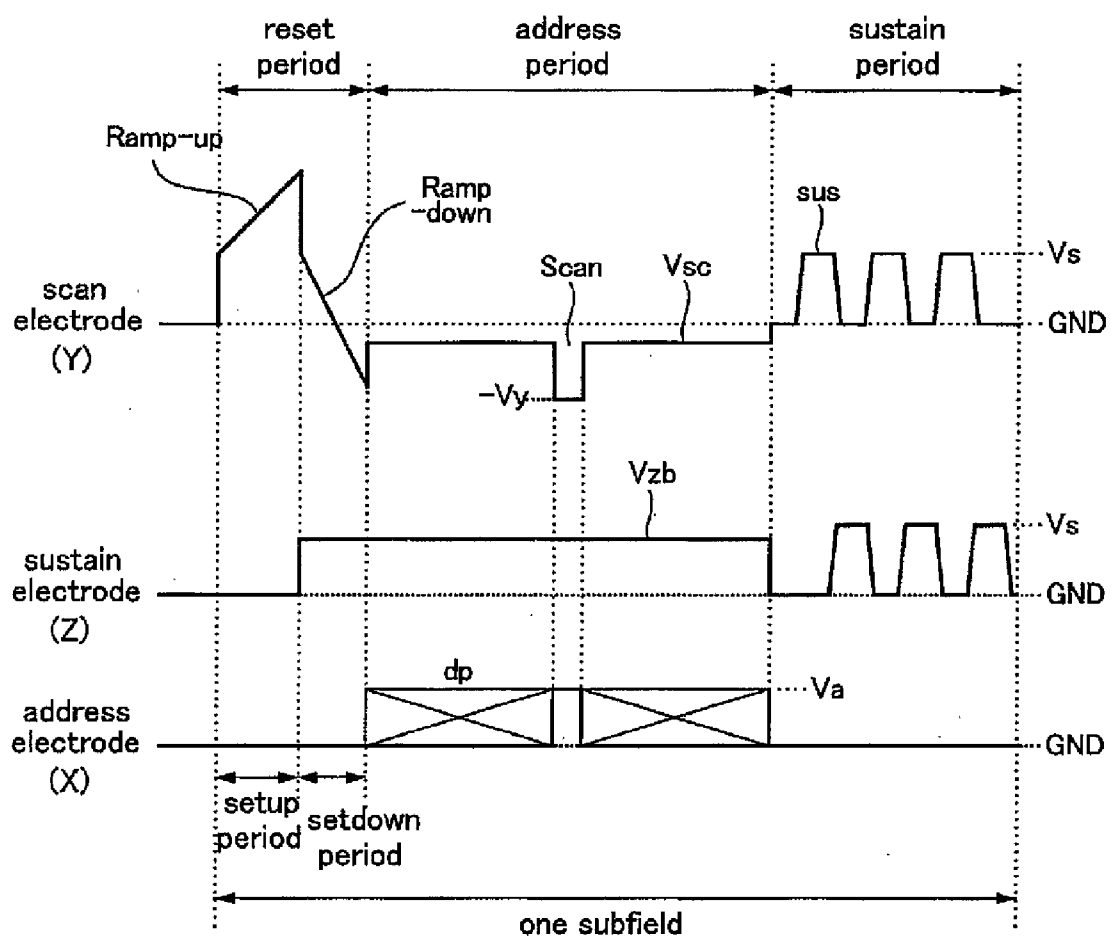 reset
period
address
period
sustain
period
Ramp-up
Ramp
-down
sus
Vs
Scan
Vsc
scan
electrode
(Y)
GND
-Vy
Vzb
Vs
sustain
electrode
(Z)
GND
dp
Va
address
electrode
(X)
GND
setup
period
setdown
period
one subfield